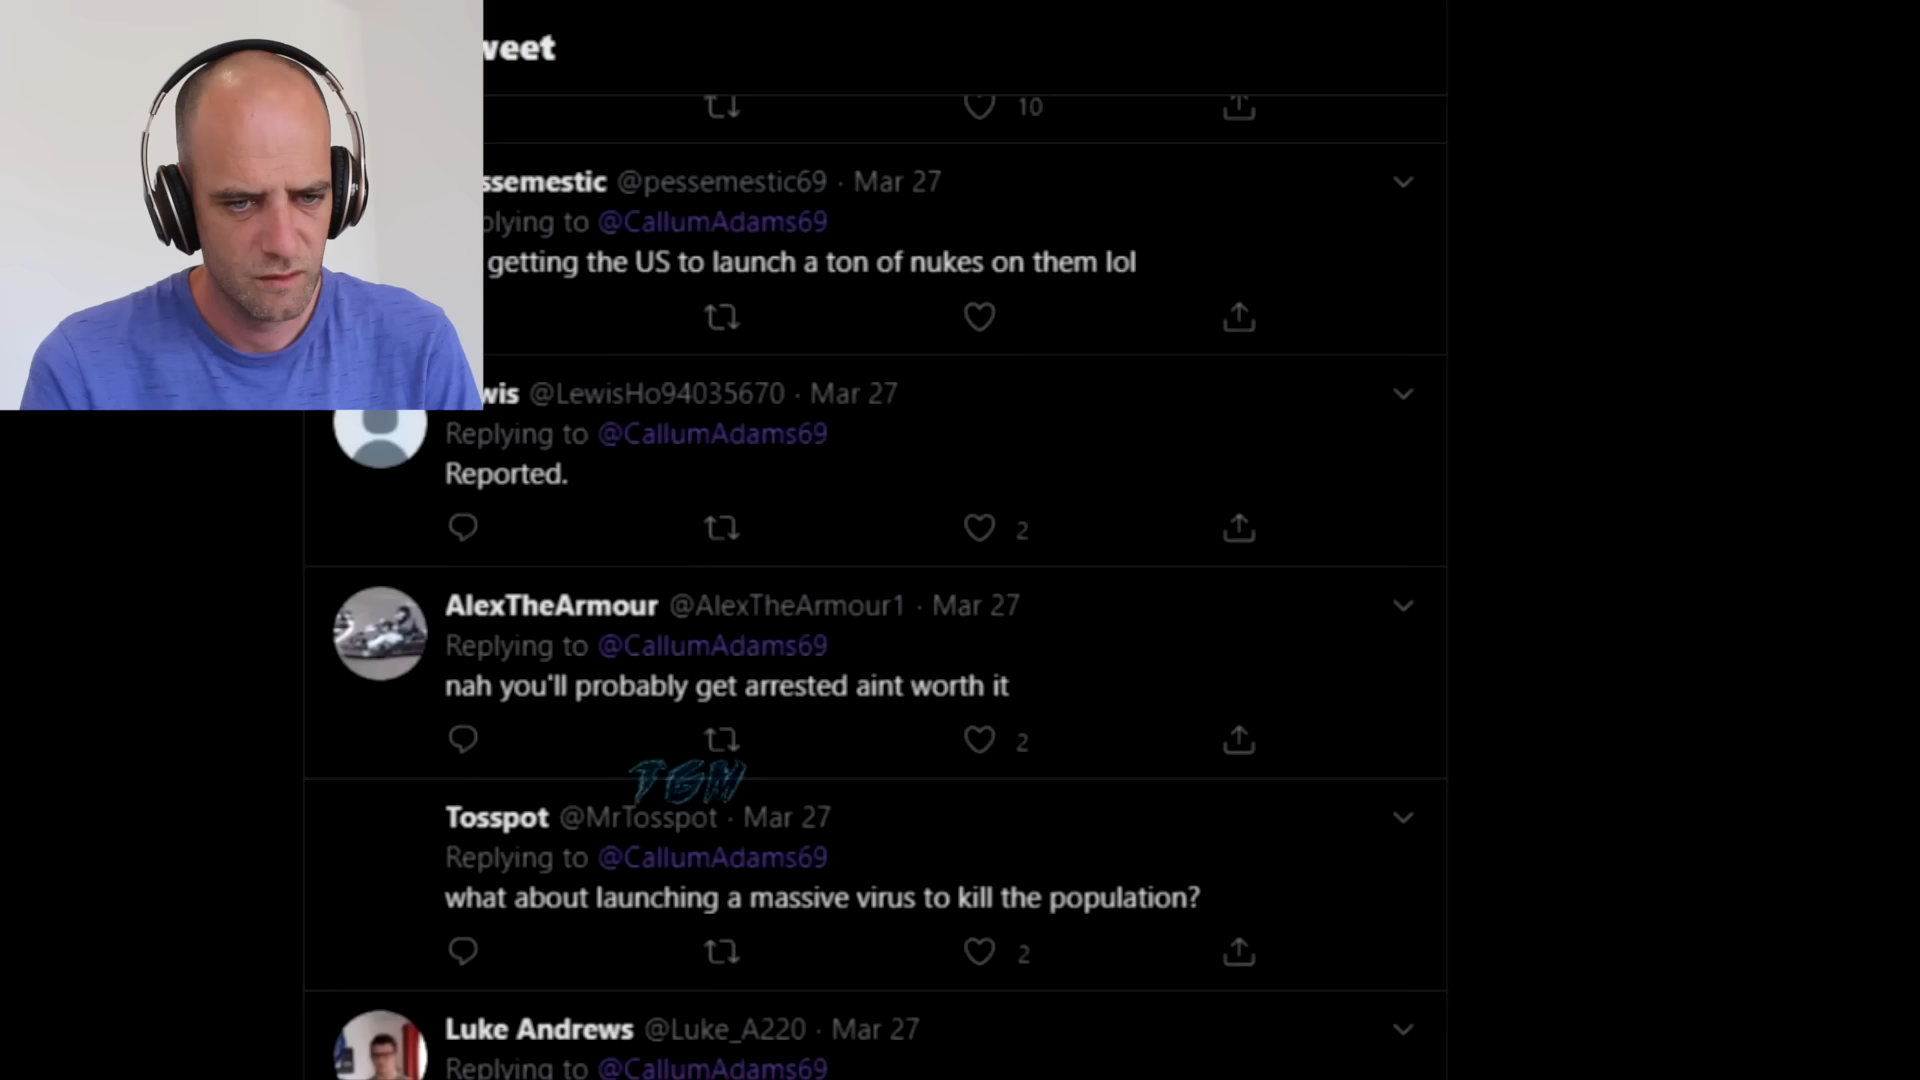 weet
10
ssemestic @pessemestic69 · Mar 27
plying to @CallumAdams69
getting the US to launch a ton of nukes on them lol
wis @LewisHo94035670 · Mar 27
Replying to @CallumAdams69
Reported.
2
AlexTheArmour @AlexTheArmour1 · Mar 27
Replying to @CallumAdams69
nah you'll probably get arrested aint worth it
2
TGM
Tosspot @MrTosspot · Mar 27
Replying to @CallumAdams69
what about launching a massive virus to kill the population?
2
Luke Andrews @Luke_A220 · Mar 27
Replying to @CallumAdams69